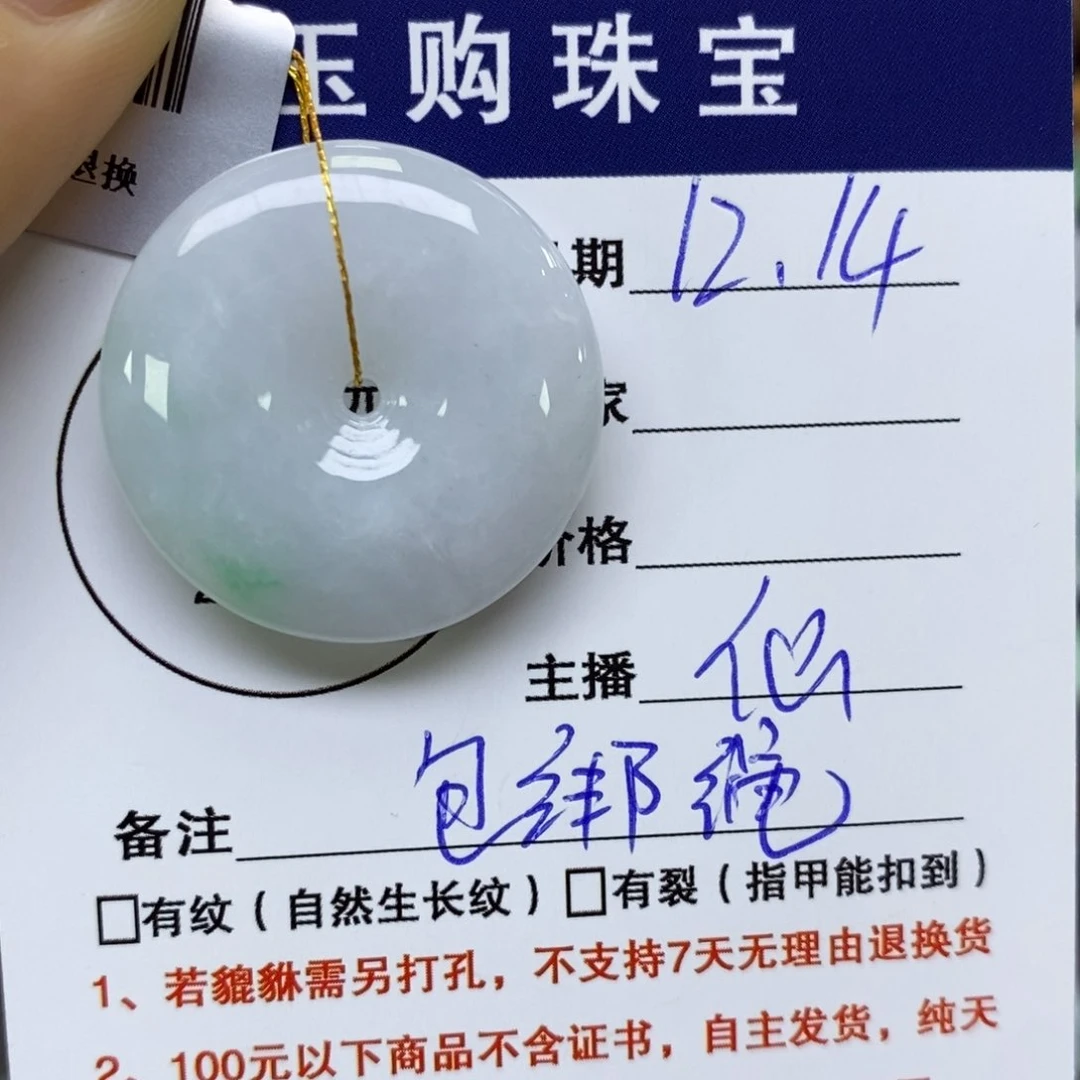 玉购珠宝
退换
期 12.14
家
价格
主播 仙
包绑绳
备注
□有纹（自然生长纹）□有裂（指甲能扣到）
1、若貔貅需另打孔，不支持7天无理由退换货
2、100元以下商品不含证书，自主发货，纯天